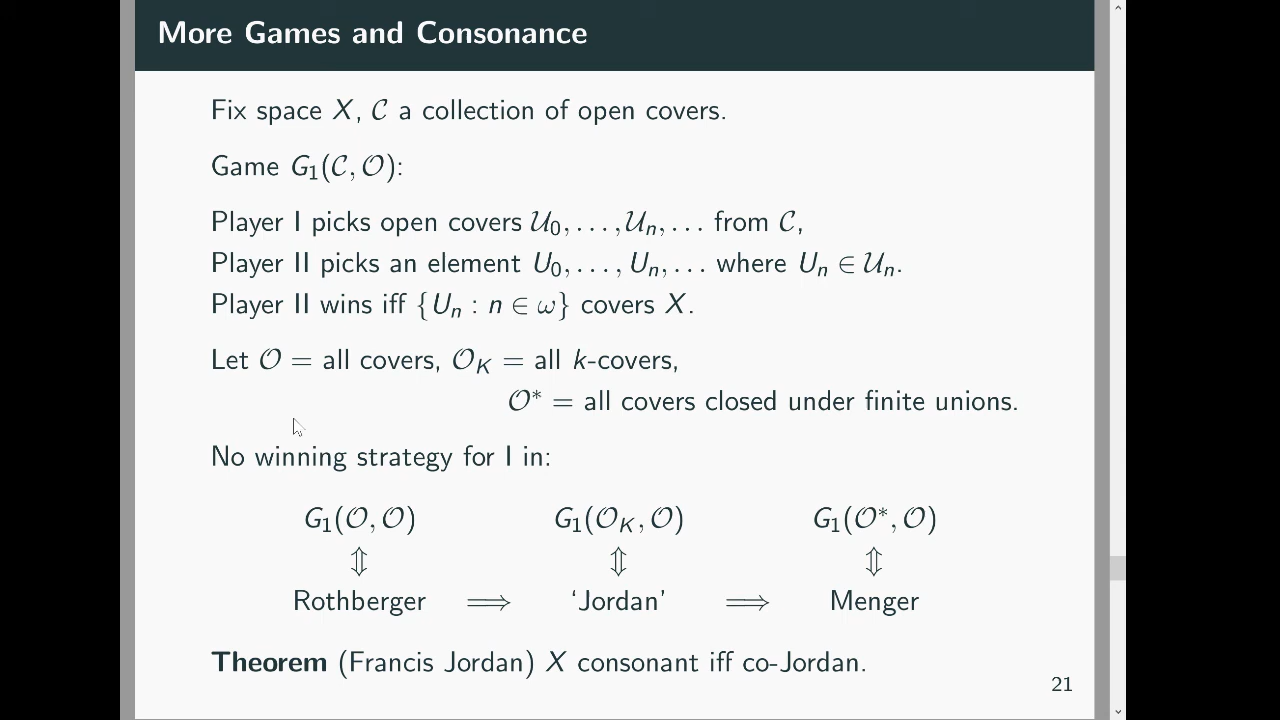 More Games and Consonance
Fix space X, 𝒞 a collection of open covers.
Game G₁(𝒞, 𝒪):
Player I picks open covers 𝒰₀, . . . , 𝒰ₙ, . . . from 𝒞,
Player II picks an element U₀, . . . , Uₙ, . . . where Uₙ ∈ 𝒰ₙ.
Player II wins iff {Uₙ : n ∈ ω} covers X.
Let 𝒪 = all covers, 𝒪_K = all k-covers,
𝒪* = all covers closed under finite unions.
No winning strategy for I in:
G₁(𝒪, 𝒪) G₁(𝒪_K, 𝒪) G₁(𝒪*, 𝒪)
⇕ ⇕ ⇕
Rothberger ⟹ ‘Jordan’ ⟹ Menger
Theorem (Francis Jordan) X consonant iff co-Jordan.
21